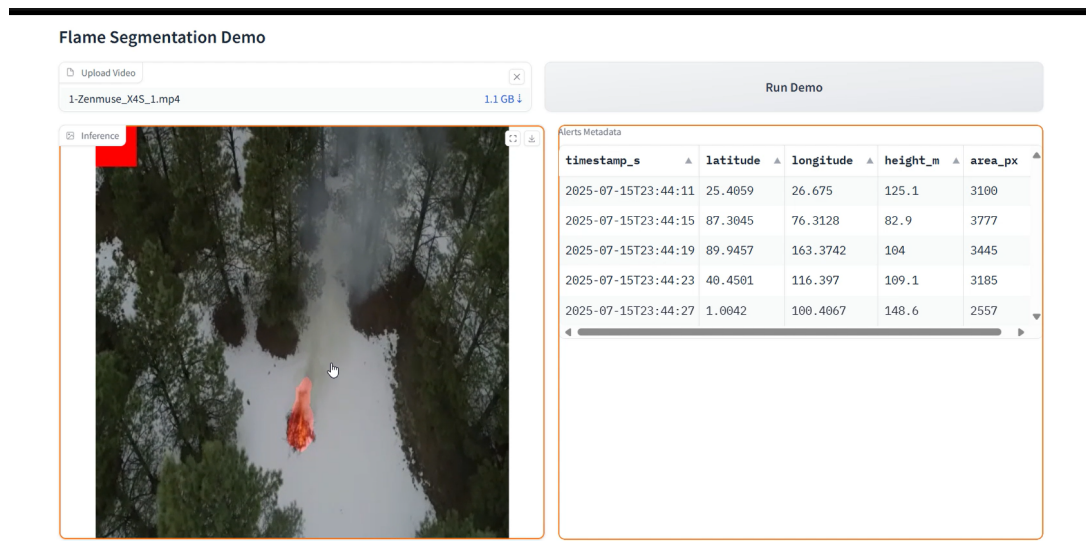 Flame Segmentation Demo
Upload Video
1-Zenmuse_X4S_1.mp4 1.1 GB ↓
Run Demo
Inference
Alerts Metadata
timestamp_s latitude longitude height_m area_px
2025-07-15T23:44:11 25.4059 26.675 125.1 3100
2025-07-15T23:44:15 87.3045 76.3128 82.9 3777
2025-07-15T23:44:19 89.9457 163.3742 104 3445
2025-07-15T23:44:23 40.4501 116.397 109.1 3185
2025-07-15T23:44:27 1.0042 100.4067 148.6 2557